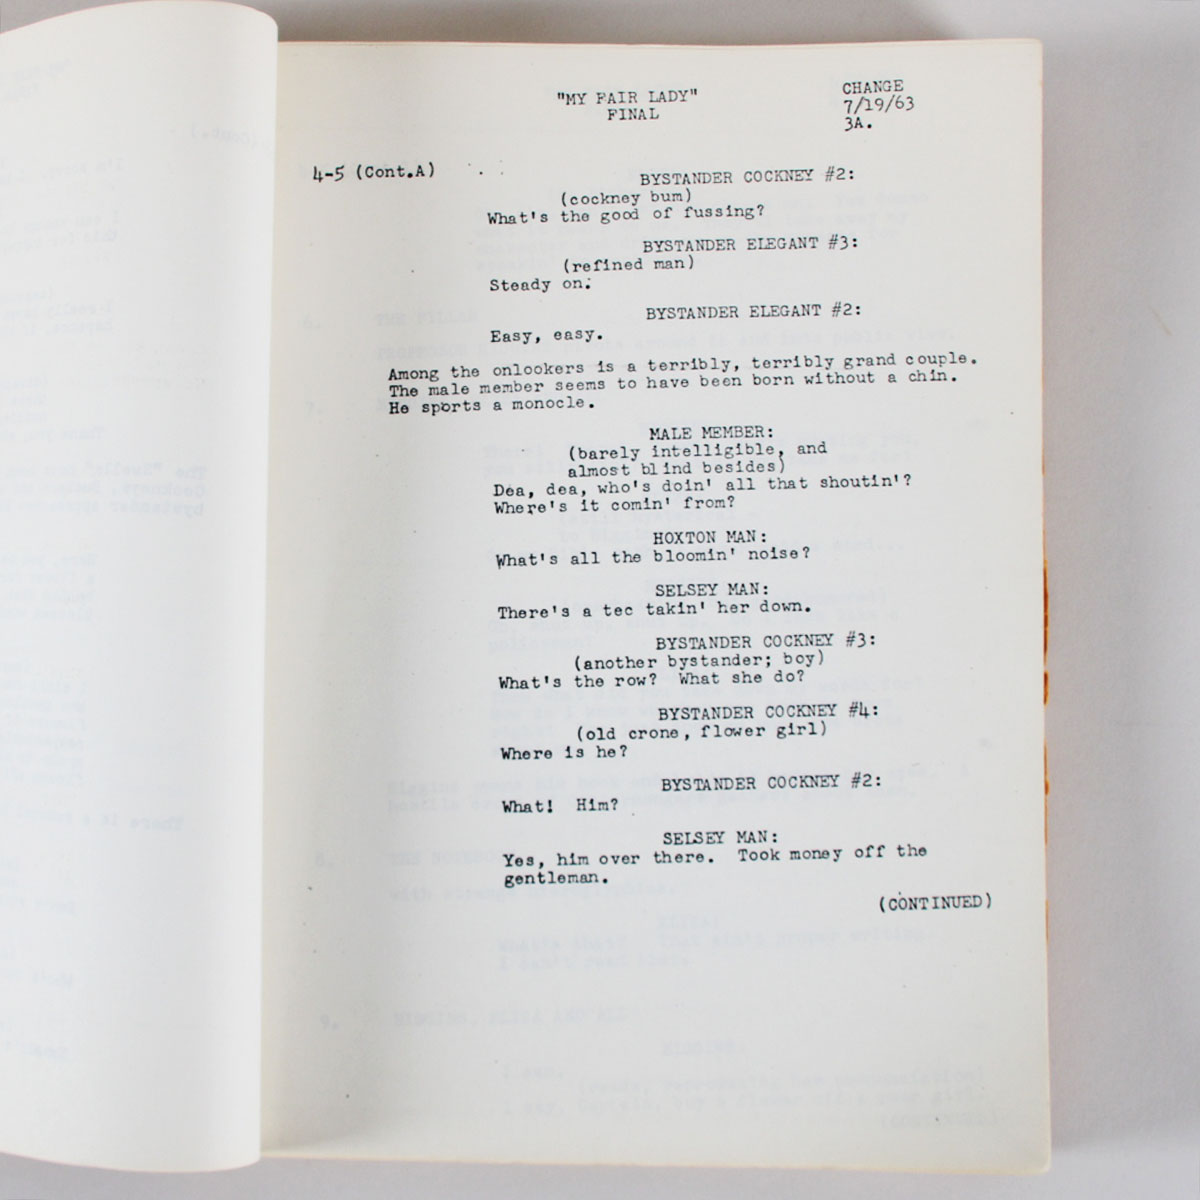 "MY FAIR LADY"
FINAL
CHANGE
7/19/63
3A.
4-5 (Cont.A)
BYSTANDER COCKNEY #2:
(cockney bum)
What's the good of fussing?
BYSTANDER ELEGANT #3:
(refined man)
Steady on.
BYSTANDER ELEGANT #2:
Easy, easy.
Among the onlookers is a terribly, terribly grand couple.
The male member seems to have been born without a chin.
He sports a monocle.
MALE MEMBER:
(barely intelligible, and
almost blind besides)
Dea, dea, who's doin' all that shoutin'?
Where's it comin' from?
HOXTON MAN:
What's all the bloomin' noise?
SELSEY MAN:
There's a tec takin' her down.
BYSTANDER COCKNEY #3:
(another bystander; boy)
What's the row? What she do?
BYSTANDER COCKNEY #4:
(old crone, flower girl)
Where is he?
BYSTANDER COCKNEY #2:
What! Him?
SELSEY MAN:
Yes, him over there. Took money off the
gentleman.
(CONTINUED)